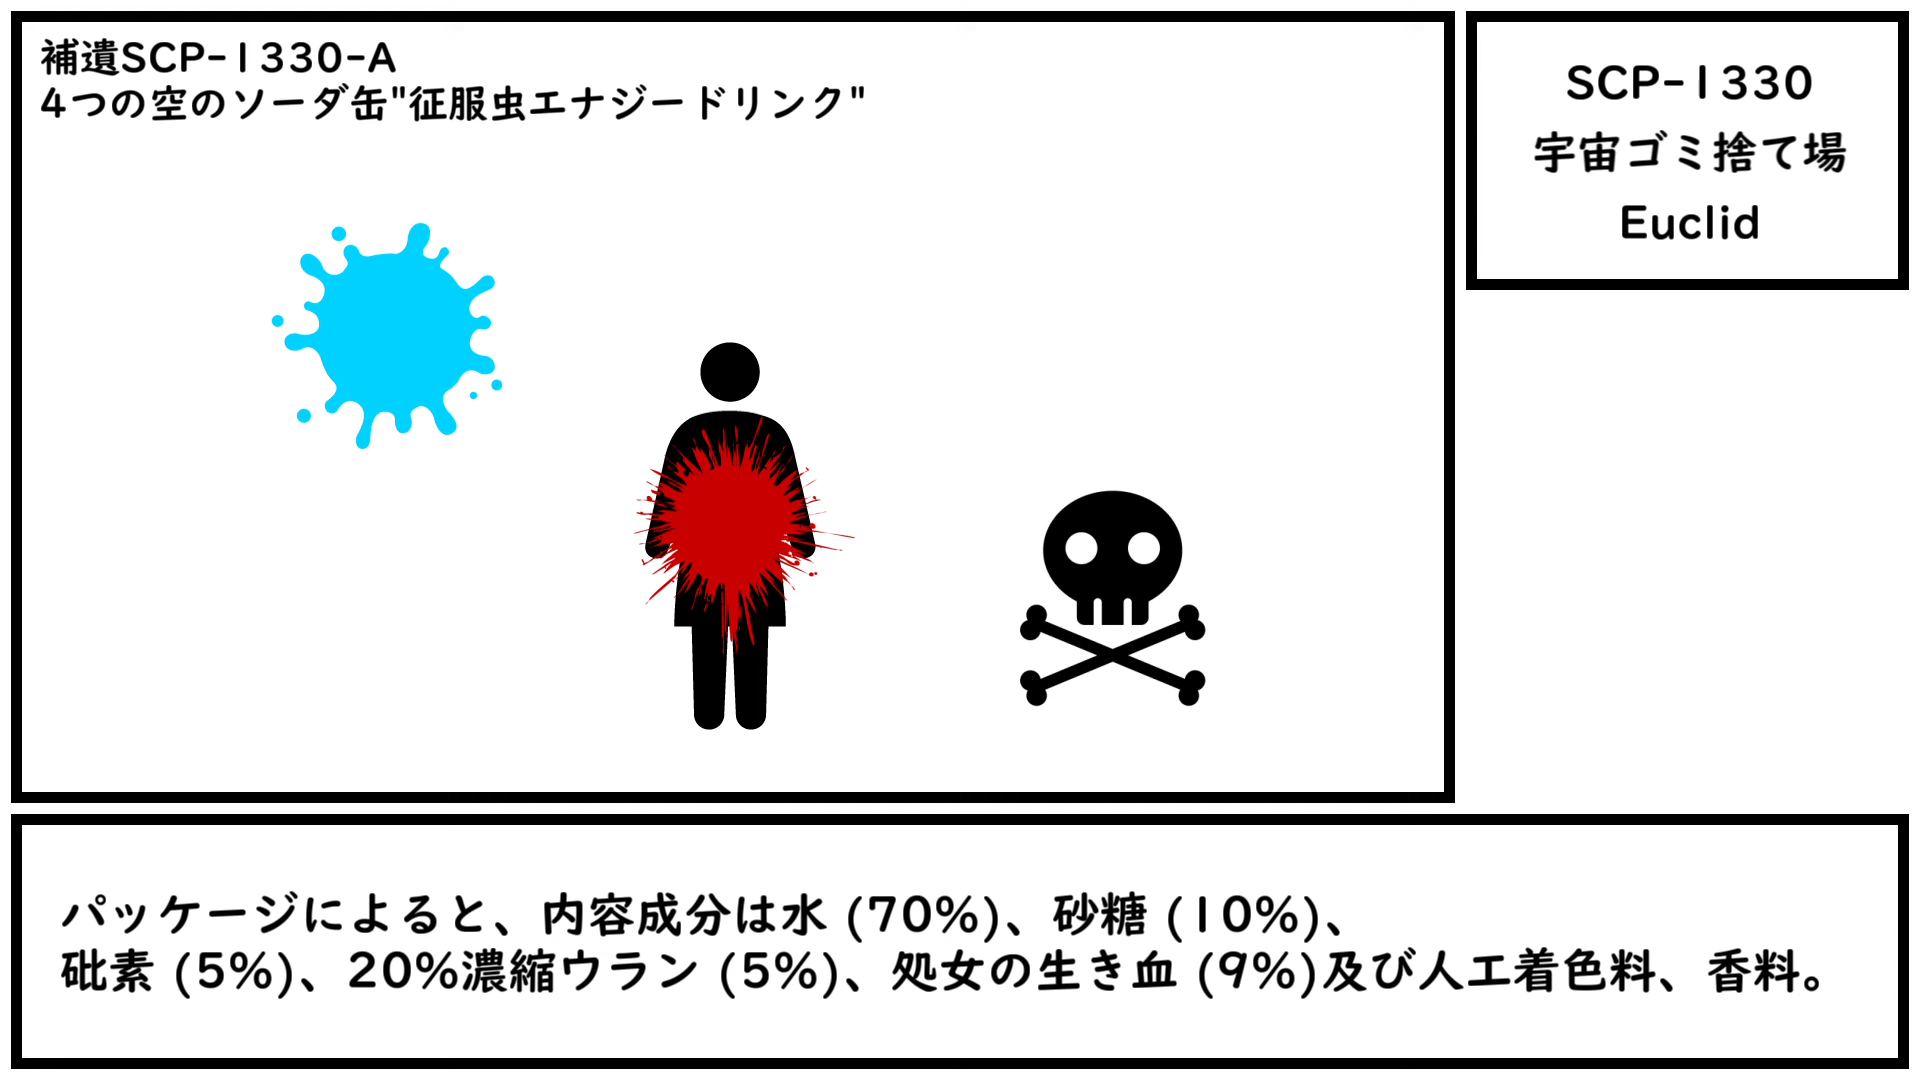 補遺SCP-1330-A
4つの空のソーダ缶"征服虫エナジードリンク"
SCP-1330
宇宙ゴミ捨て場
Euclid
パッケージによると、内容成分は水 (70%)、砂糖 (10%)、
砒素 (5%)、20%濃縮ウラン (5%)、処女の生き血 (9%)及び人工着色料、香料。